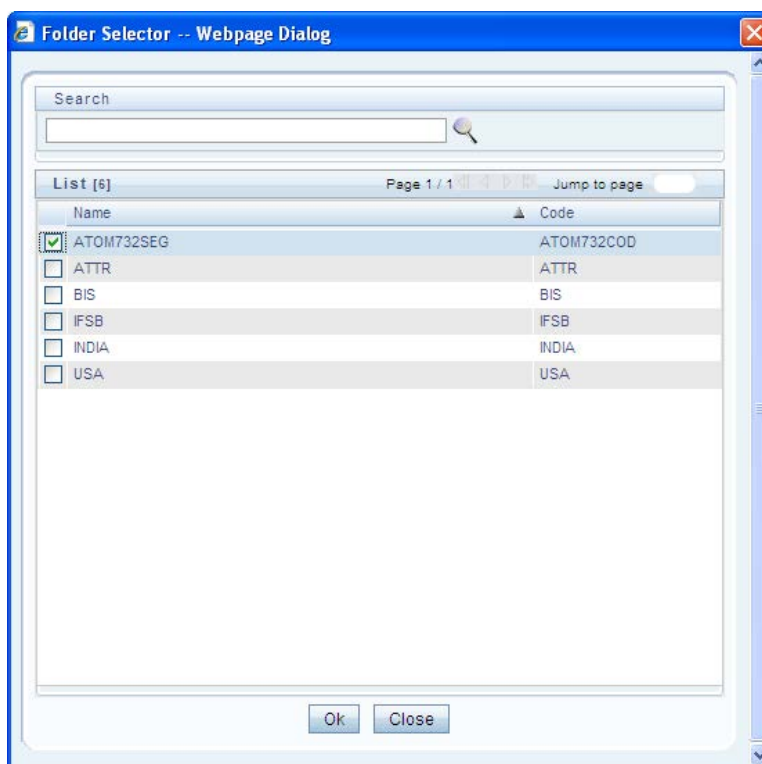 Folder Selector -- Webpage Dialog
Search
List [6] Page 1 / 1 Jump to page
Name Code
ATOM732SEG ATOM732COD
ATTR ATTR
BIS BIS
IFSB IFSB
INDIA INDIA
USA USA
Ok Close